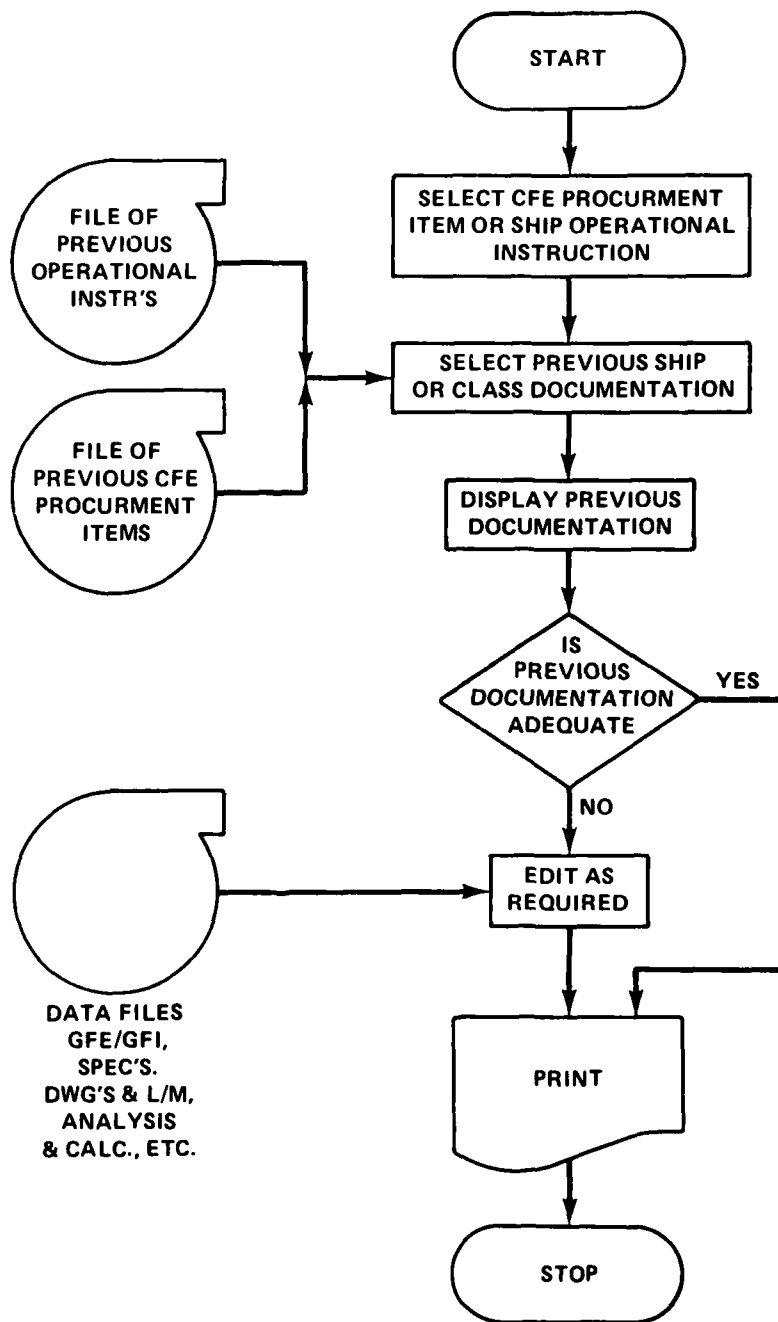 START
SELECT CFE PROCURMENT
ITEM OR SHIP OPERATIONAL
INSTRUCTION
FILE OF
PREVIOUS
OPERATIONAL
INSTR'S
SELECT PREVIOUS SHIP
OR CLASS DOCUMENTATION
FILE OF
PREVIOUS CFE
PROCURMENT
ITEMS
DISPLAY PREVIOUS
DOCUMENTATION
IS
PREVIOUS
DOCUMENTATION
ADEQUATE
YES
NO
EDIT AS
REQUIRED
DATA FILES
GFE/GFI,
SPEC'S.
DWG'S & L/M,
ANALYSIS
& CALC., ETC.
PRINT
STOP